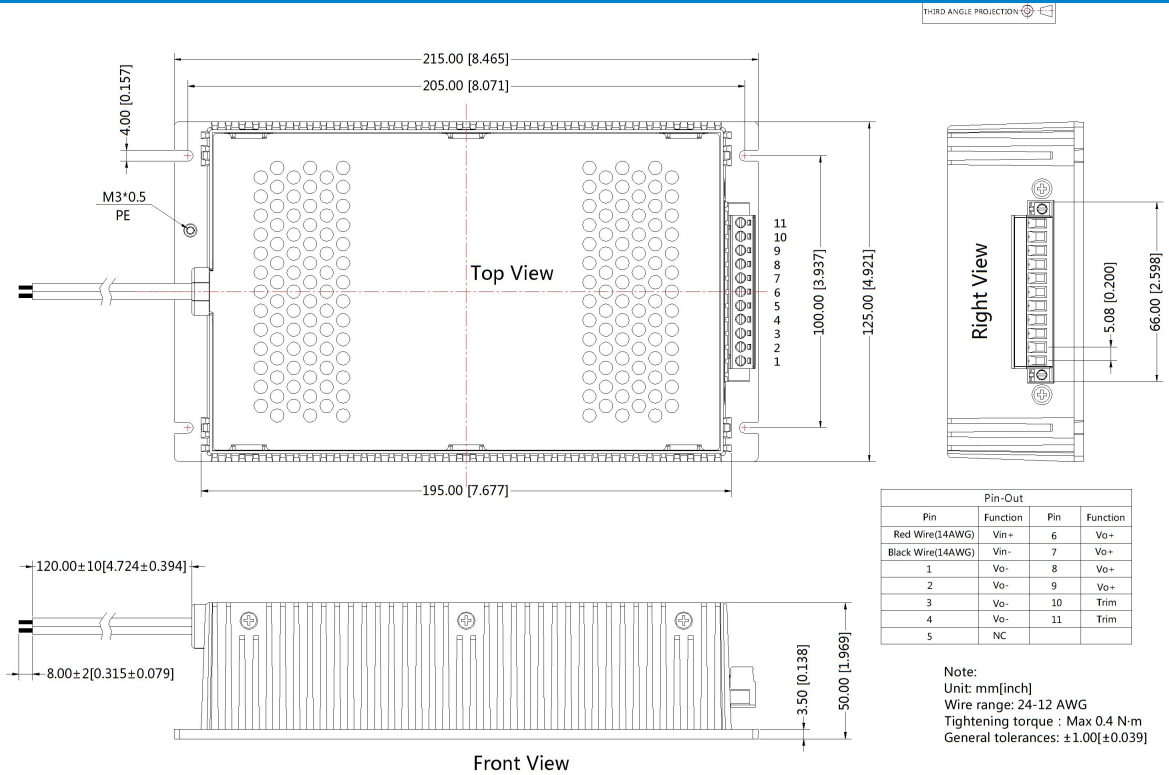 THIRD ANGLE PROJECTION
215.00 [8.465]
205.00 [8.071]
4.00 [0.157]
M3*0.5
PE
Top View
11
10
9
8
7
6
5
4
3
2
1
100.00 [3.937]
125.00 [4.921]
Right View
5.08 [0.200]
66.00 [2.598]
195.00 [7.677]
Pin-Out
Pin Function Pin Function
Red Wire(14AWG) Vin+ 6 Vo+
Black Wire(14AWG) Vin- 7 Vo+
1 Vo- 8 Vo+
2 Vo- 9 Vo+
3 Vo- 10 Trim
4 Vo- 11 Trim
5 NC
120.00±10[4.724±0.394]
8.00±2[0.315±0.079]
3.50 [0.138]
50.00 [1.969]
Front View
Note:
Unit: mm[inch]
Wire range: 24-12 AWG
Tightening torque : Max 0.4 N·m
General tolerances: ±1.00[±0.039]